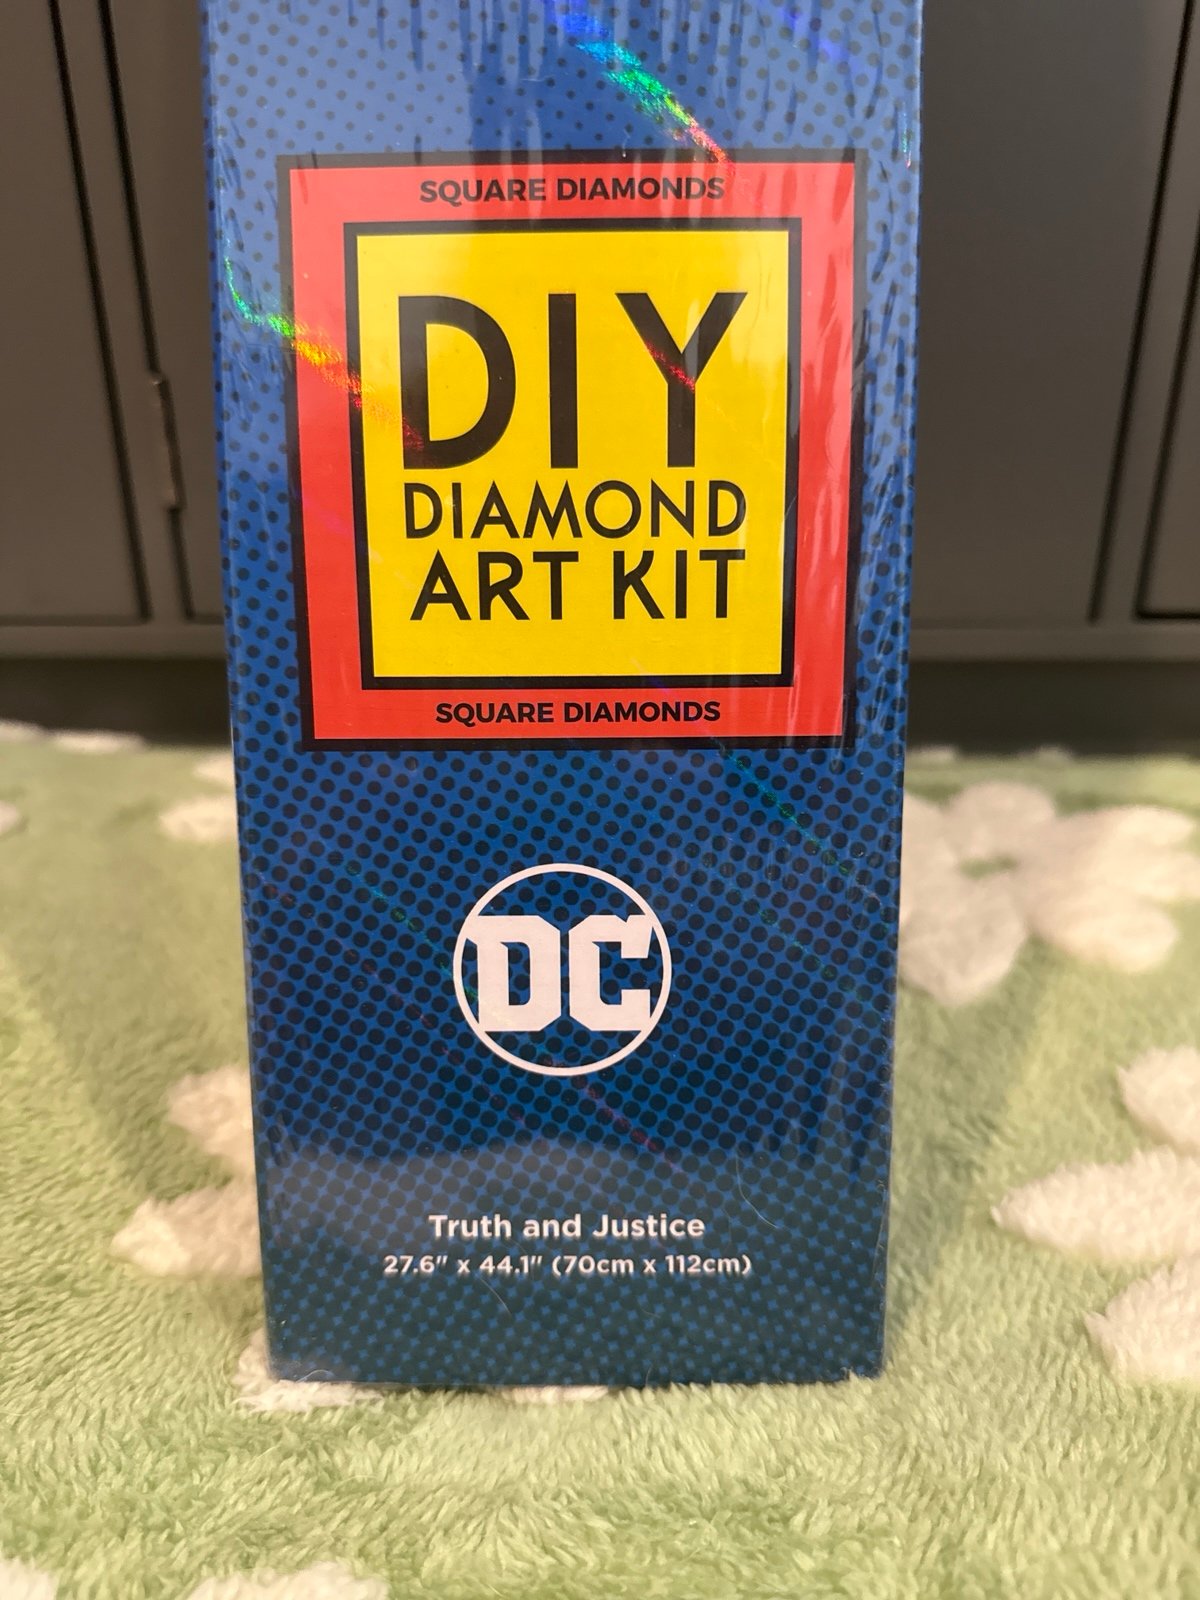 SQUARE DIAMONDS
DIY
DIAMOND
ART KIT
SQUARE DIAMONDS
DC
Truth and Justice
27.6" x 44.1" (70cm x 112cm)